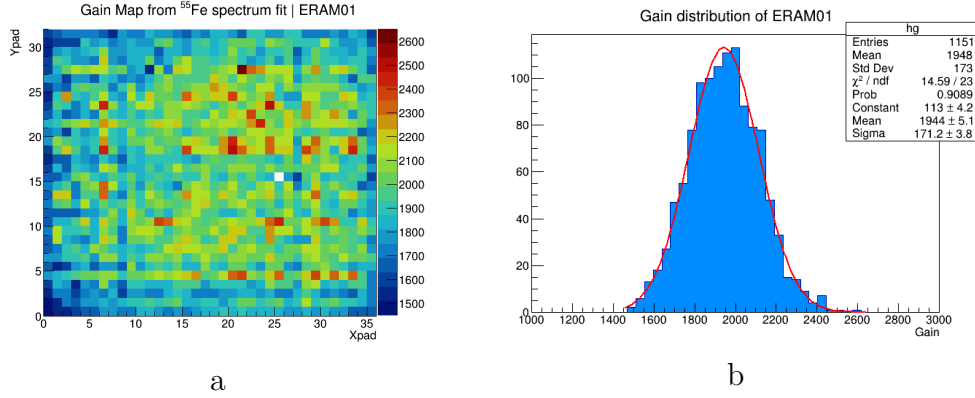 Gain Map from ⁵⁵Fe spectrum fit | ERAM01
Ypad
30
25
20
15
10
5
0
0 5 10 15 20 25 30 35
Xpad
2600
2500
2400
2300
2200
2100
2000
1900
1800
1700
1600
1500
a
Gain distribution of ERAM01
hg
Entries 1151
Mean 1948
Std Dev 173
χ² / ndf 14.59 / 23
Prob 0.9089
Constant 113 ± 4.2
Mean 1944 ± 5.1
Sigma 171.2 ± 3.8
100
80
60
40
20
0
1000 1200 1400 1600 1800 2000 2200 2400 2600 2800 3000
Gain
b